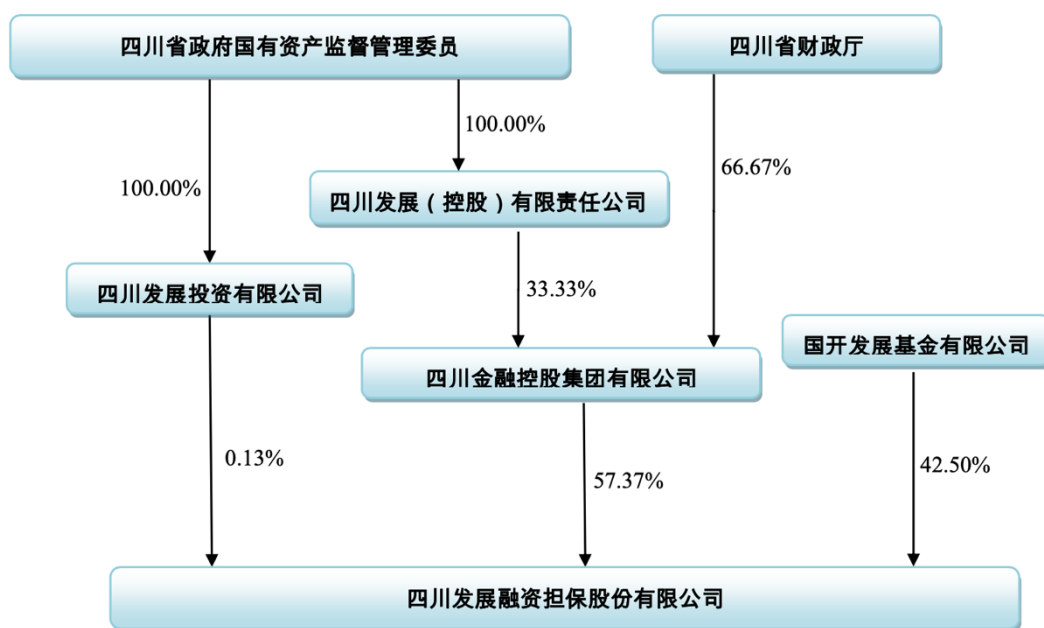 四川省政府国有资产监督管理委员
四川省财政厅
100.00%
66.67%
100.00%
四川发展（控股）有限责任公司
四川发展投资有限公司
33.33%
国开发展基金有限公司
四川金融控股集团有限公司
0.13%
57.37%
42.50%
四川发展融资担保股份有限公司